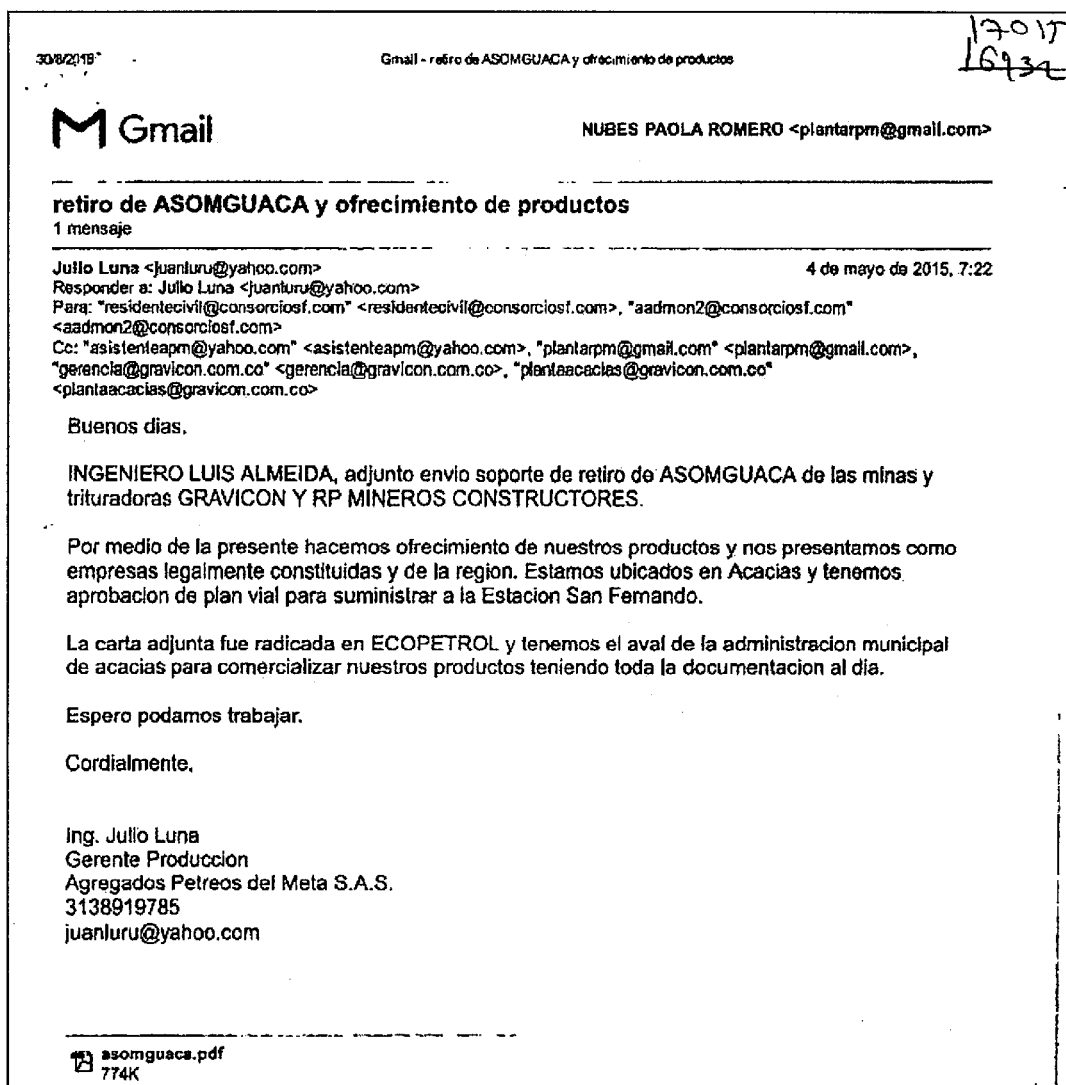 30/8/2018
Gmail - retiro de ASOMGUACA y ofrecimiento de productos
17015
16932
Gmail
NUBES PAOLA ROMERO <plantarpm@gmail.com>
retiro de ASOMGUACA y ofrecimiento de productos
1 mensaje
Julio Luna <juanluru@yahoo.com>
4 de mayo de 2015, 7:22
Responder a: Julio Luna <juanluru@yahoo.com>
Para: "residentecivil@consorciosf.com" <residentecivil@consorciosf.com>, "aadmon2@consorciosf.com"
<aadmon2@consorciosf.com>
Cc: "asistenteapm@yahoo.com" <asistenteapm@yahoo.com>, "plantarpm@gmail.com" <plantarpm@gmail.com>,
"gerencia@gravicon.com.co" <gerencia@gravicon.com.co>, "plantaacacias@gravicon.com.co"
<plantaacacias@gravicon.com.co>
Buenos dias,
INGENIERO LUIS ALMEIDA, adjunto envio soporte de retiro de ASOMGUACA de las minas y
trituradoras GRAVICON Y RP MINEROS CONSTRUCTORES.
Por medio de la presente hacemos ofrecimiento de nuestros productos y nos presentamos como
empresas legalmente constituidas y de la region. Estamos ubicados en Acacias y tenemos
aprobacion de plan vial para suministrar a la Estacion San Fernando.
La carta adjunta fue radicada en ECOPETROL y tenemos el aval de la administracion municipal
de acacias para comercializar nuestros productos teniendo toda la documentacion al dia.
Espero podamos trabajar.
Cordialmente,
Ing. Julio Luna
Gerente Produccion
Agregados Petreos del Meta S.A.S.
3138919785
juanluru@yahoo.com
asomguaca.pdf
774K